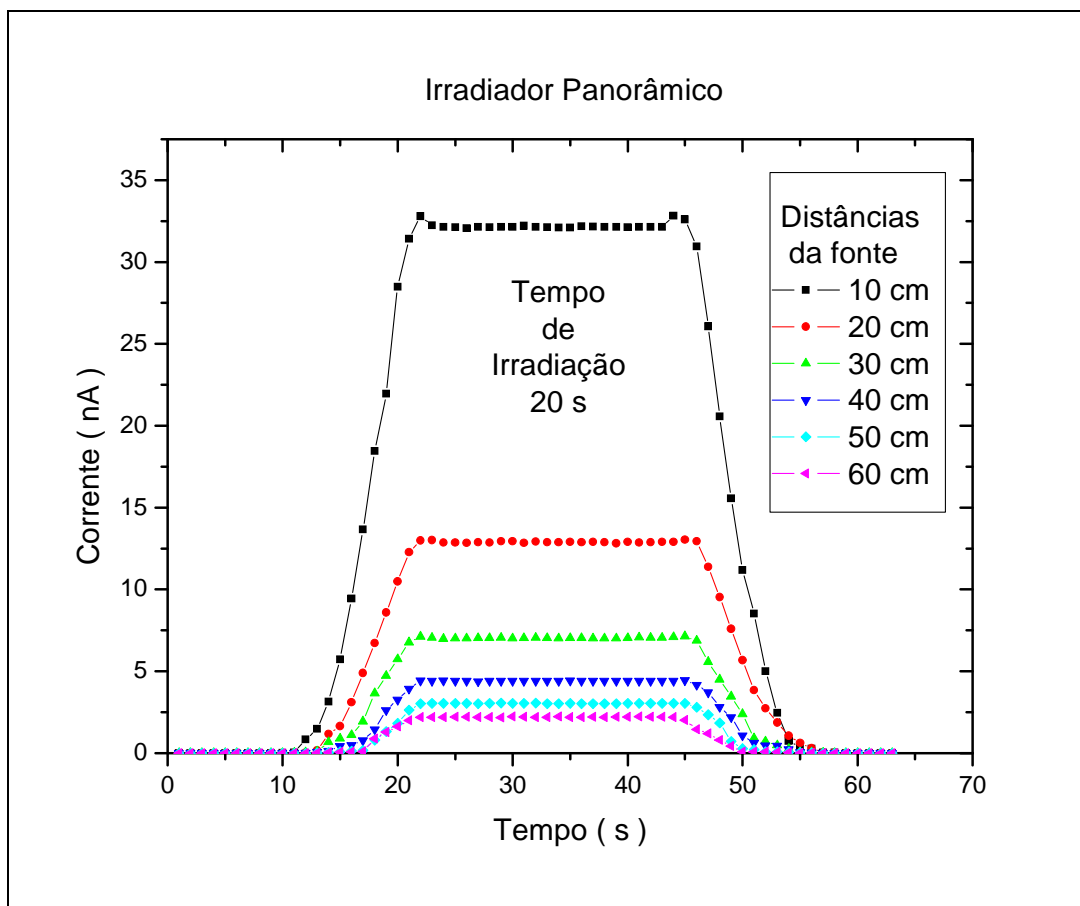 Irradiador Panorâmico
35
30
25
20
15
10
5
0
Corrente ( nA )
Tempo
de
Irradiação
20 s
Distâncias
da fonte
10 cm
20 cm
30 cm
40 cm
50 cm
60 cm
0 10 20 30 40 50 60 70
Tempo ( s )